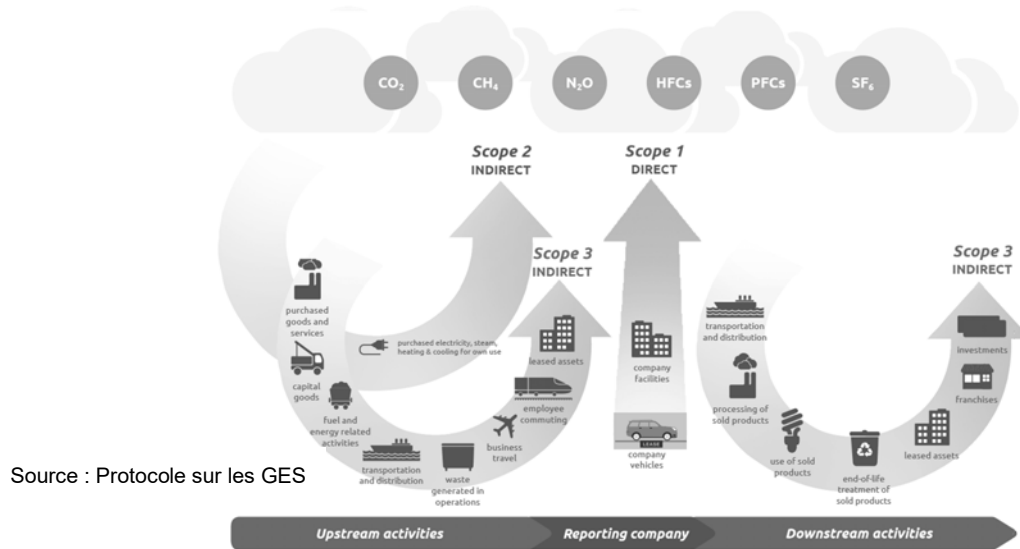 CO₂
CH₄
N₂O
HFCs
PFCs
SF₆
Scope 2
INDIRECT
Scope 1
DIRECT
Scope 3
INDIRECT
Scope 3
INDIRECT
purchased
goods and
services
capital
goods
fuel and
energy related
activities
transportation
and distribution
waste
generated in
operations
purchased electricity, steam,
heating & cooling for own use
business
travel
employee
commuting
leased assets
company
facilities
LEASE
company
vehicles
transportation
and distribution
processing of
sold products
use of sold
products
end-of-life
treatment of
sold products
leased assets
franchises
investments
Source : Protocole sur les GES
Upstream activities
Reporting company
Downstream activities